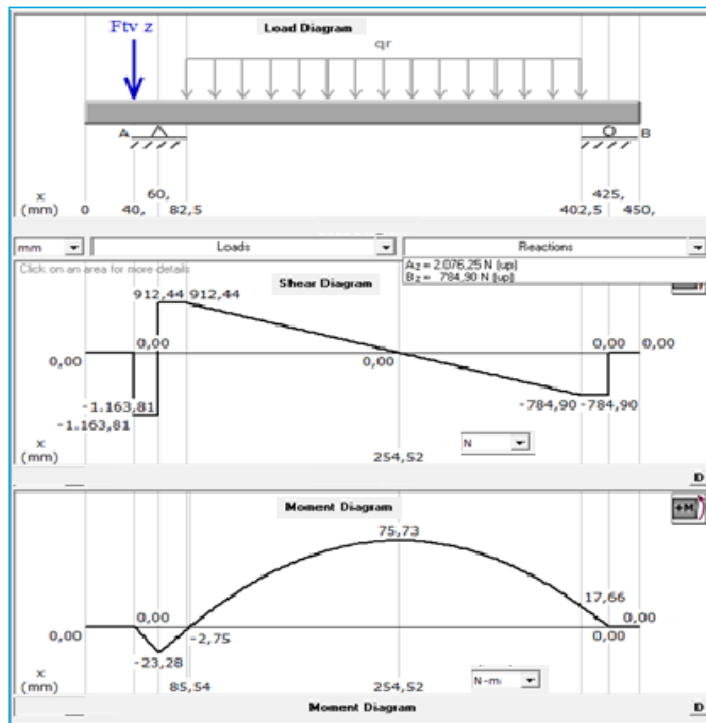 Ftv z
Load Diagram
qr
A
B
x:
(mm)
0
40,
60,
82,5
402,5
425,
450,
mm
Loads
Reactions
Click on an area for more details
Az = 2.076,25 N (up)
Bz = 784,90 N (up)
Shear Diagram
912,44 912,44
0,00
0,00
0,00
0,00
0,00
-1.163,81
-1.163,81
-784,90
-784,90
N
x:
(mm)
254,52
ID
Moment Diagram
+M
75,73
17,66
0,00
0,00
0,00
0,00
-2,75
-23,28
N-m
x:
(mm)
85,54
254,52
Moment Diagram
ID